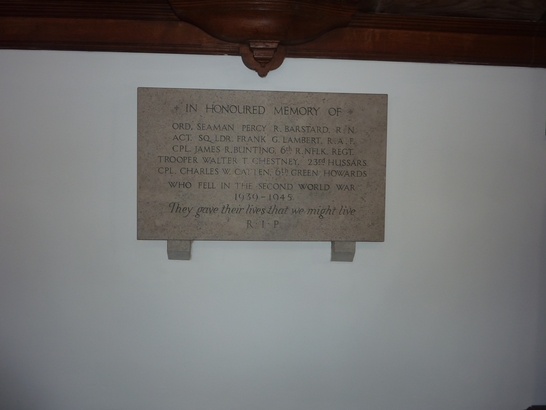 IN HONOURED MEMORY OF
ORD. SEAMAN PERCY R. BARSTARD. R.N.
ACT. SQ. LDR. FRANK G. LAMBERT, R.A.F.
CPL. JAMES R. BUNTING. 6th R. NFLK. REGT.
TROOPER WALTER T. CHESTNEY. 23rd HUSSARS
CPL. CHARLES W. 6th GREEN HOWARDS
WHO FELL IN THE SECOND WORLD WAR
1939-1945.
They gave their lives that we might live
R.I.P.